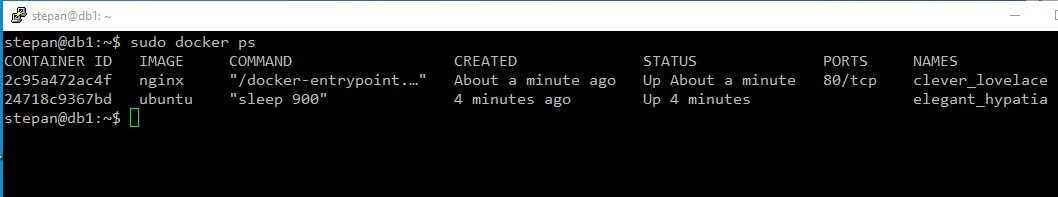 stepan@db1: ~
stepan@db1:~$ sudo docker ps
CONTAINER ID   IMAGE     COMMAND                  CREATED              STATUS              PORTS     NAMES
2c95a472ac4f   nginx     "/docker-entrypoint.…"   About a minute ago   Up About a minute   80/tcp    clever_lovelace
24718c9367bd   ubuntu    "sleep 900"              4 minutes ago        Up 4 minutes                  elegant_hypatia
stepan@db1:~$